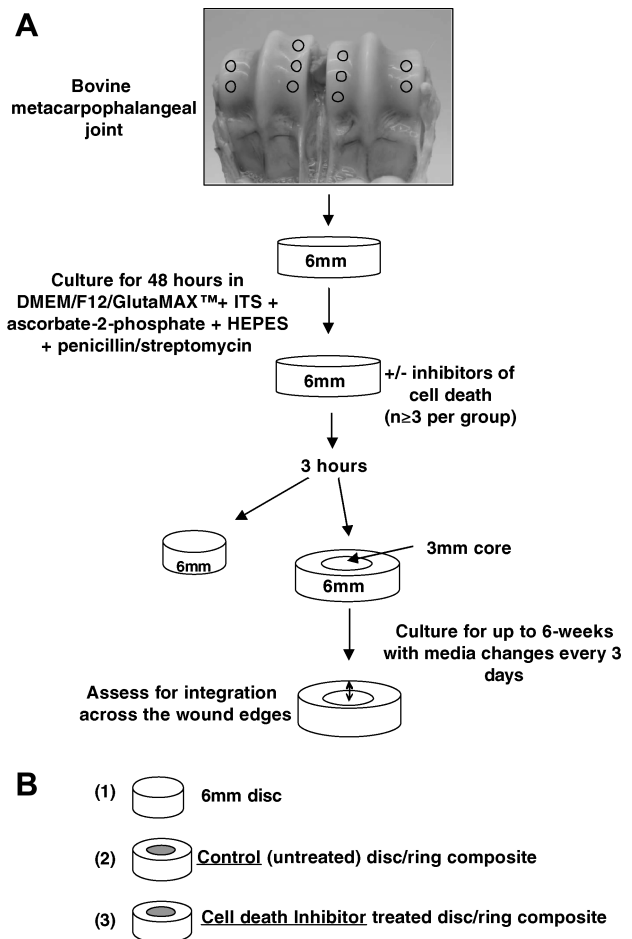 A
Bovine
metacarpophalangeal
joint
6mm
Culture for 48 hours in
DMEM/F12/GlutaMAX™+ ITS +
ascorbate-2-phosphate + HEPES
+ penicillin/streptomycin
6mm
+/- inhibitors of
cell death
(n≥3 per group)
3 hours
6mm
3mm core
6mm
Culture for up to 6-weeks
with media changes every 3
days
Assess for integration
across the wound edges
B
(1) 6mm disc
(2) Control (untreated) disc/ring composite
(3) Cell death Inhibitor treated disc/ring composite